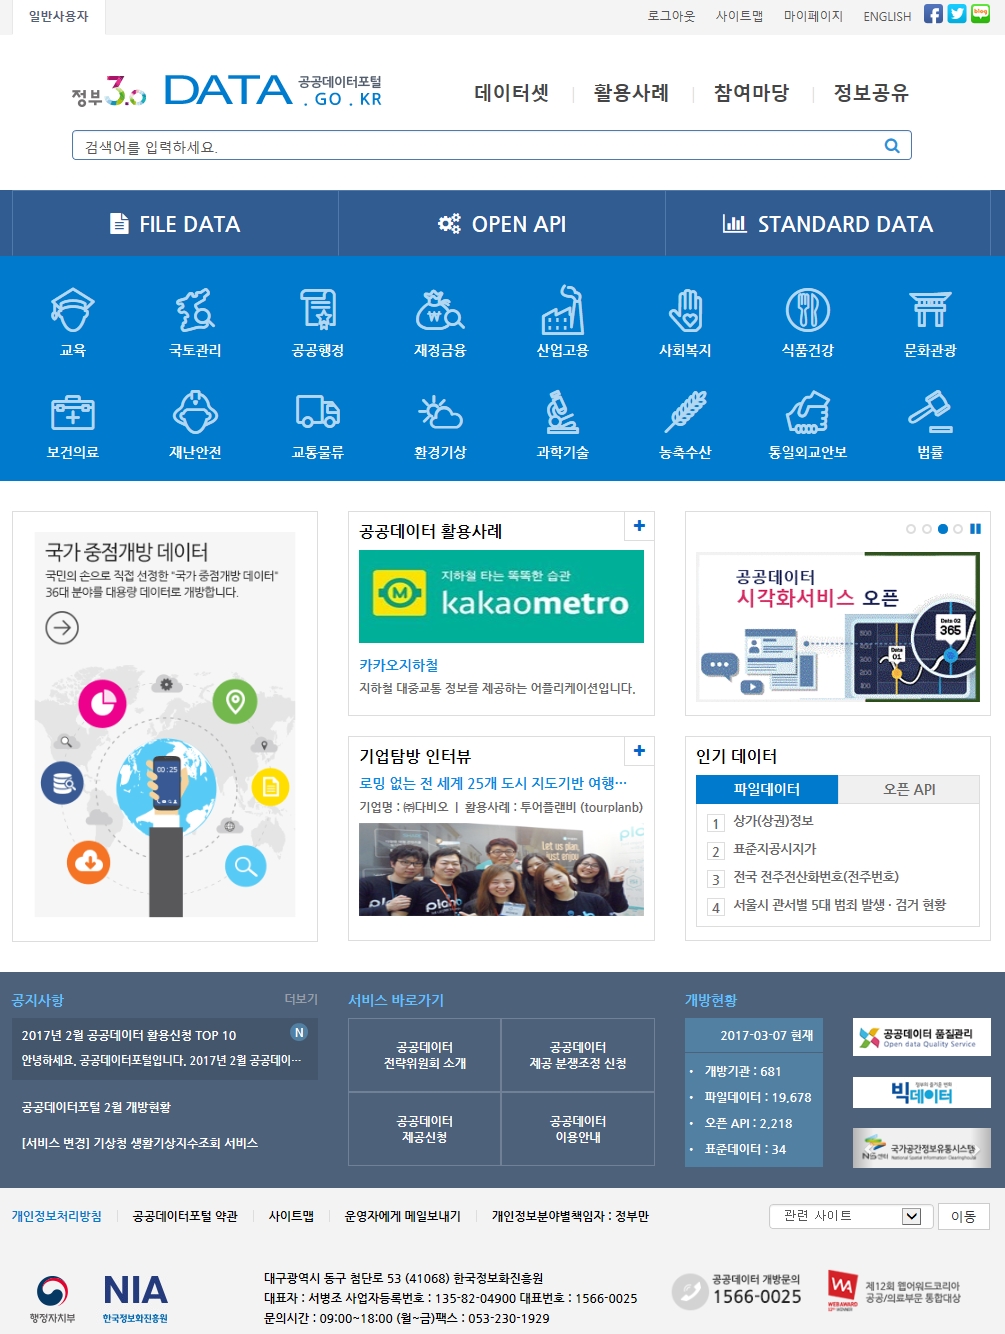 일반사용자
로그아웃 사이트맵 마이페이지 ENGLISH
정부3.0 DATA 공공데이터포털
. GO . KR
데이터셋 활용사례 참여마당 정보공유
검색어를 입력하세요.
FILE DATA OPEN API STANDARD DATA
교육 국토관리 공공행정 재정금융 산업고용 사회복지 식품건강 문화관광
보건의료 재난안전 교통물류 환경기상 과학기술 농축수산 통일외교안보 법률
국가 중점개방 데이터
국민의 손으로 직접 선정한 "국가 중점개방 데이터"
36대 분야를 대용량 데이터로 개방합니다.
00:25
공공데이터 활용사례
지하철 타는 똑똑한 습관
kakaometro
카카오지하철
지하철 대중교통 정보를 제공하는 어플리케이션입니다.
공공데이터
시각화서비스 오픈
Data 02
365
Data
01
기업탐방 인터뷰
로밍 없는 전 세계 25개 도시 지도기반 여행…
기업명 : ㈜다비오 ㅣ 활용사례 : 투어플랜비 (tourplanb)
Let us plan,
just enjoy
인기 데이터
파일데이터 오픈 API
1 상가(상권)정보
2 표준지공시지가
3 전국 전주전산화번호(전주번호)
4 서울시 관서별 5대 범죄 발생 · 검거 현황
공지사항 더보기
2017년 2월 공공데이터 활용신청 TOP 10 N
안녕하세요. 공공데이터포털입니다. 2017년 2월 공공데이…
공공데이터포털 2월 개방현황
[서비스 변경] 기상청 생활기상지수조회 서비스
서비스 바로가기
공공데이터
전략위원회 소개
공공데이터
제공 분쟁조정 신청
공공데이터
제공신청
공공데이터
이용안내
개방현황
2017-03-07 현재
• 개방기관 : 681
• 파일데이터 : 19,678
• 오픈 API : 2,218
• 표준데이터 : 34
공공데이터 품질관리
Open data Quality Service
빅데이터
국가공간정보유통시스템
개인정보처리방침 공공데이터포털 약관 사이트맵 운영자에게 메일보내기 개인정보분야별책임자 : 정부만
관련 사이트 이동
행정자치부
NIA
한국정보화진흥원
대구광역시 동구 첨단로 53 (41068) 한국정보화진흥원
대표자 : 서병조 사업자등록번호 : 135-82-04900 대표번호 : 1566-0025
문의시간 : 09:00~18:00 (월~금)팩스 : 053-230-1929
공공데이터 개방문의
1566-0025
WA
WEB AWARD
제12회 웹어워드코리아
공공/의료부문 통합대상